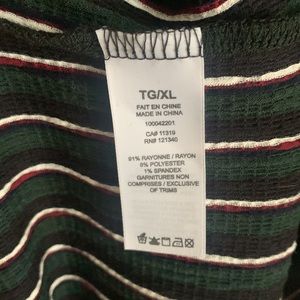 TG/XL
FAIT EN CHINE
MADE IN CHINA
100042201
CA# 11319
RN# 121340
91% RAYONNE / RAYON
8% POLYESTER
1% SPANDEX
GARNITURES NON
COMPRISES / EXCLUSIVE
OF TRIMS